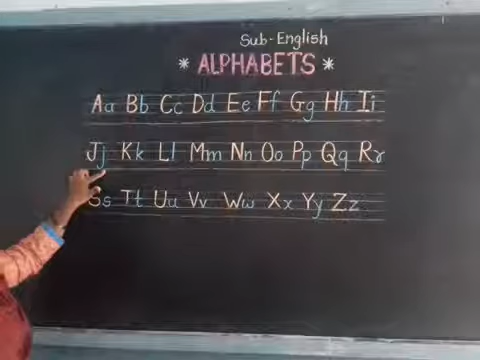 Sub-English
* ALPHABETS *
Aa Bb Cc Dd Ee Ff Gg Hh Ii
Jj Kk Ll Mm Nn Oo Pp Qq Rr
Ss Tt Uu Vv Ww Xx Yy Zz